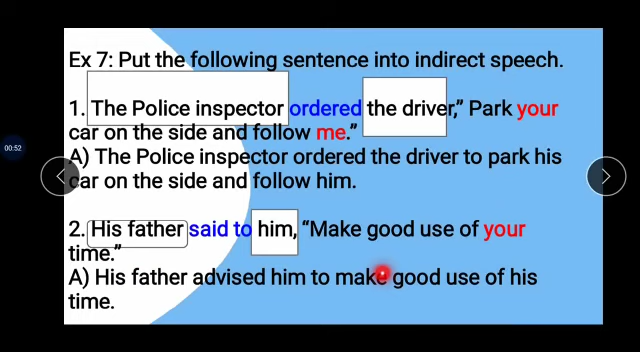 Ex 7: Put the following sentence into indirect speech.
1. The Police inspector ordered the driver,” Park your
car on the side and follow me.”
A) The Police inspector ordered the driver to park his
car on the side and follow him.
2. His father said to him, “Make good use of your
time.”
A) His father advised him to make good use of his
time.
00:52